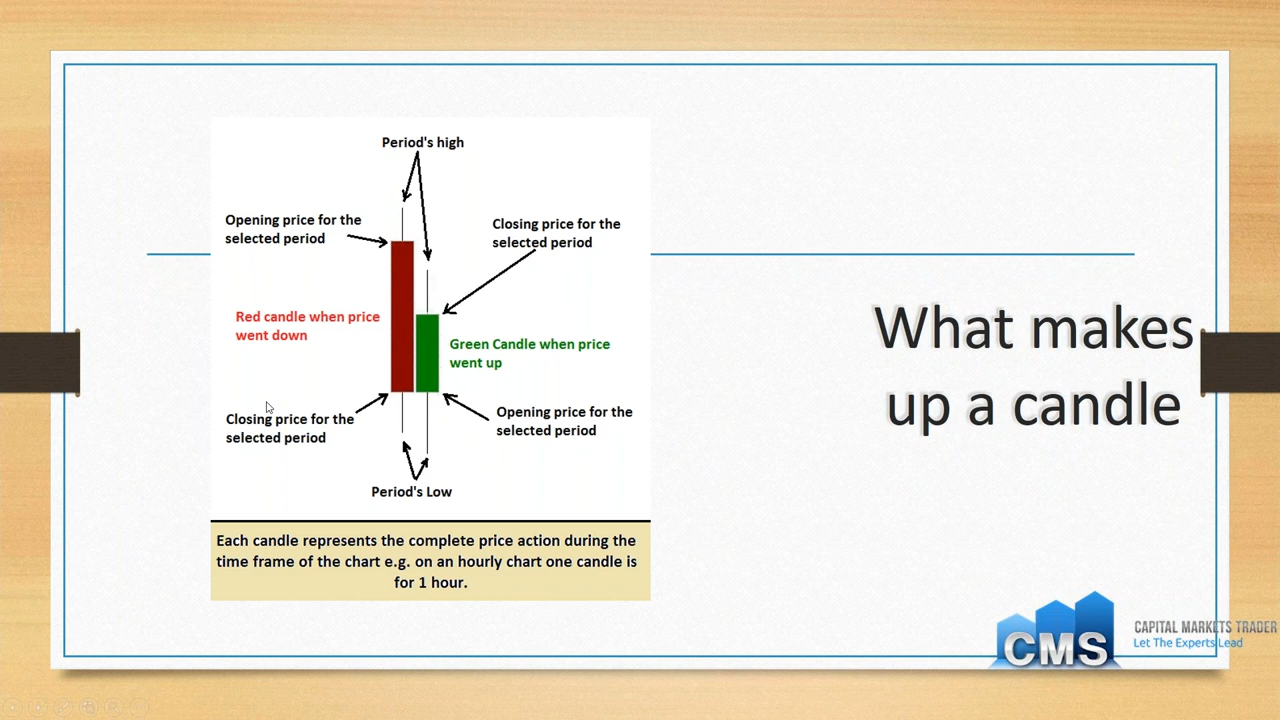 Period's high
Opening price for the
selected period
Closing price for the
selected period
Red candle when price
went down
Green Candle when price
went up
Closing price for the
selected period
Opening price for the
selected period
Period's Low
Each candle represents the complete price action during the
time frame of the chart e.g. on an hourly chart one candle is
for 1 hour.
What makes
up a candle
CMS
CAPITAL MARKETS TRADER
Let The Experts Lead